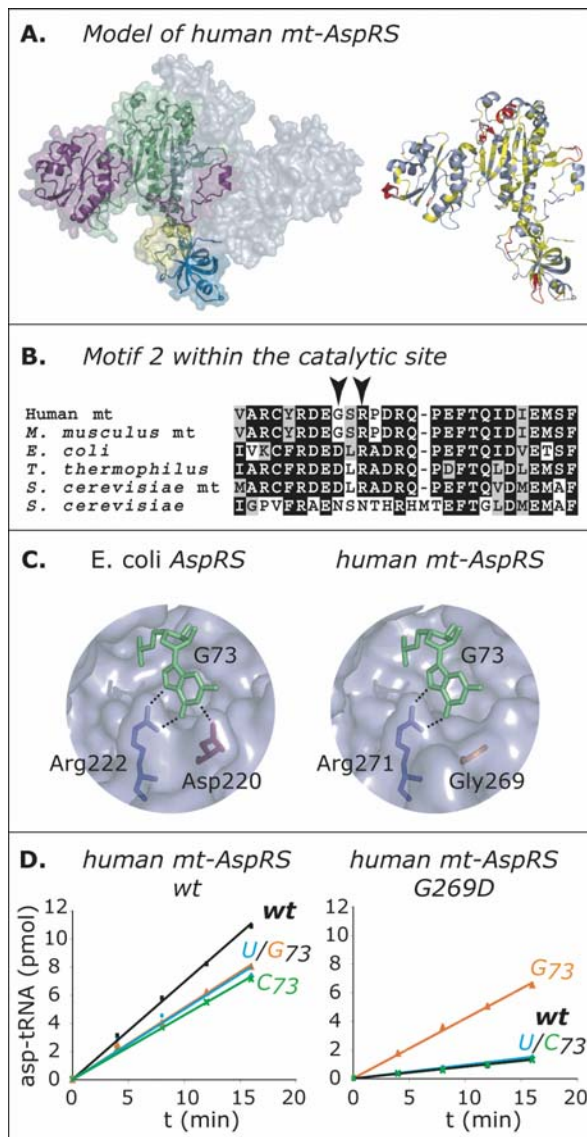 A. Model of human mt-AspRS
B. Motif 2 within the catalytic site
Human mt VARCYRDEGSRPDRQ-PEFTQIDIEMSF
M. musculus mt VARCYRDEGSRPDRQ-PEFTQIDIEMSF
E. coli IVKCFRDEDLRADRQ-PEFTQIDVETSF
T. thermophilus IARCFRDEDLRADRQ-PDFTQLDLEMSF
S. cerevisiae mt MARCFRDEDLRADRQ-PEFTQVDMEMAF
S. cerevisiae IGPVFRAENSNTHRHMTEFTGLDMEMAF
C. E. coli AspRS human mt-AspRS
G73 G73
Arg222 Asp220 Arg271 Gly269
D. human mt-AspRS wt
human mt-AspRS G269D
asp-tRNA (pmol)
12
10
8
6
4
2
0
wt
U/G73
C73
0 5 10 15 20
t (min)
12
10
8
6
4
2
0
G73
wt
U/C73
0 5 10 15 20
t (min)